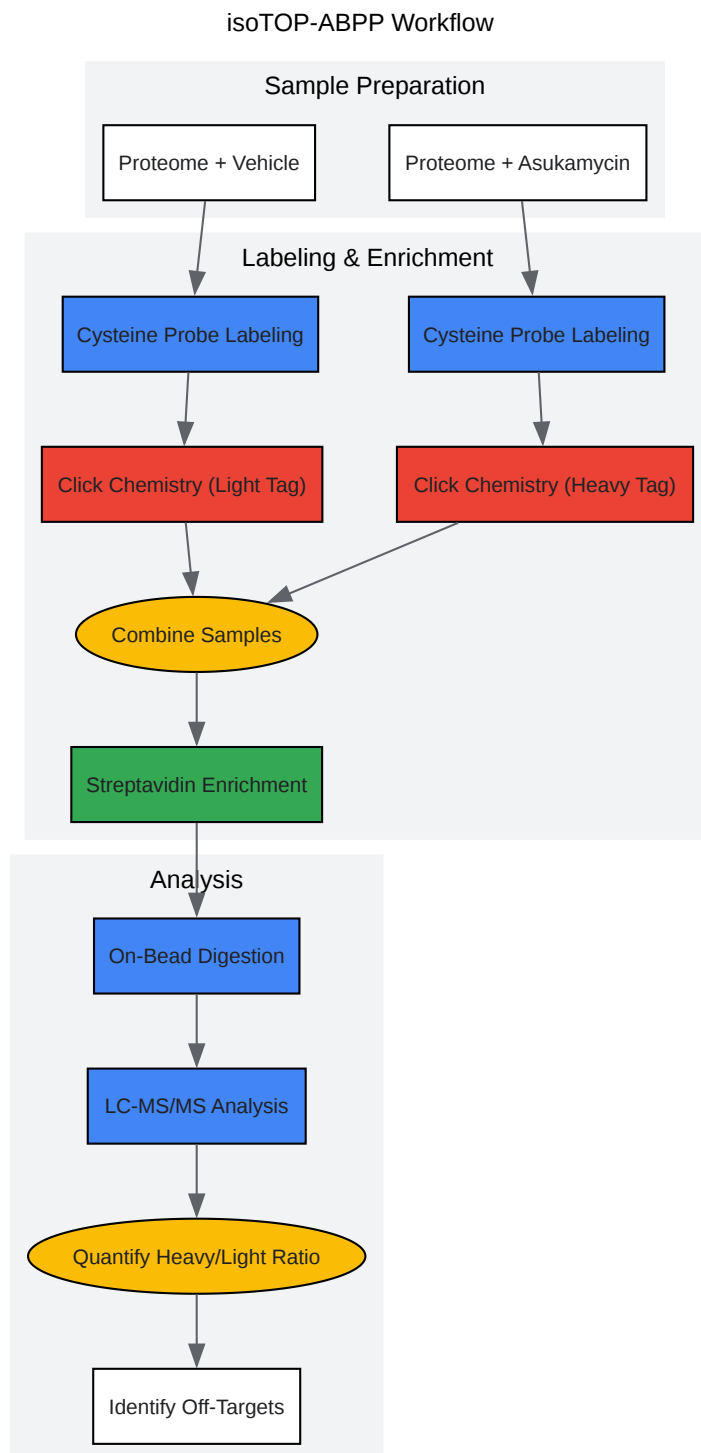 isoTOP-ABPP Workflow
Sample Preparation
Proteome + Vehicle
Proteome + Asukamycin
Labeling & Enrichment
Cysteine Probe Labeling
Cysteine Probe Labeling
Click Chemistry (Light Tag)
Click Chemistry (Heavy Tag)
Combine Samples
Streptavidin Enrichment
Analysis
On-Bead Digestion
LC-MS/MS Analysis
Quantify Heavy/Light Ratio
Identify Off-Targets